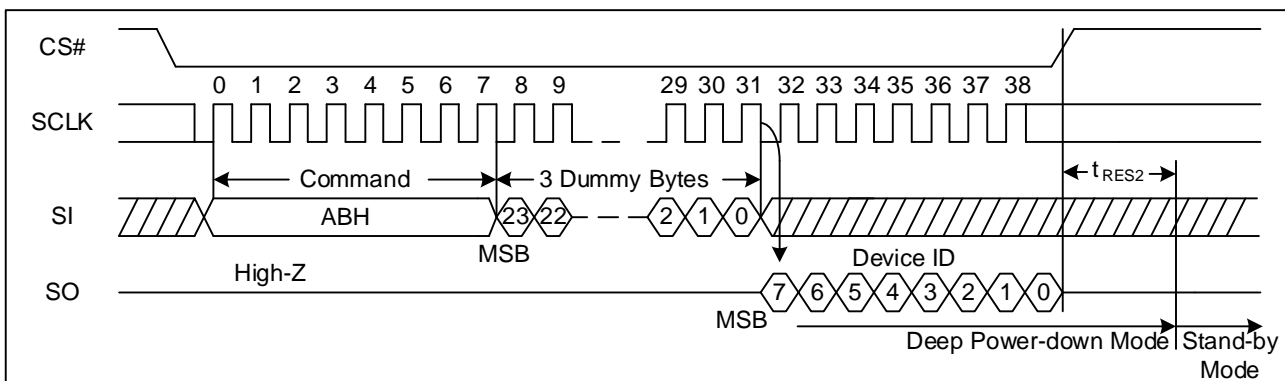 CS#
0 1 2 3 4 5 6 7 8 9 29 30 31 32 33 34 35 36 37 38
SCLK
Command 3 Dummy Bytes tRES2
SI ABH 23 22 2 1 0
MSB
High-Z Device ID
SO 7 6 5 4 3 2 1 0
MSB
Deep Power-down Mode Stand-by
Mode